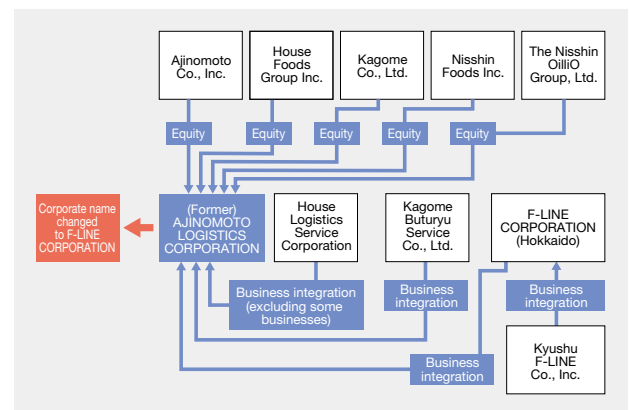 Ajinomoto
Co., Inc.
House
Foods
Group Inc.
Kagome
Co., Ltd.
Nisshin
Foods Inc.
The Nisshin
OilliO
Group, Ltd.
Equity
Equity
Equity
Equity
Equity
Corporate name
changed
to F-LINE
CORPORATION
(Former)
AJINOMOTO
LOGISTICS
CORPORATION
House
Logistics
Service
Corporation
Kagome
Buturyu
Service
Co., Ltd.
F-LINE
CORPORATION
(Hokkaido)
Business integration
(excluding some
businesses)
Business
integration
Business
integration
Business
integration
Kyushu
F-LINE
Co., Inc.